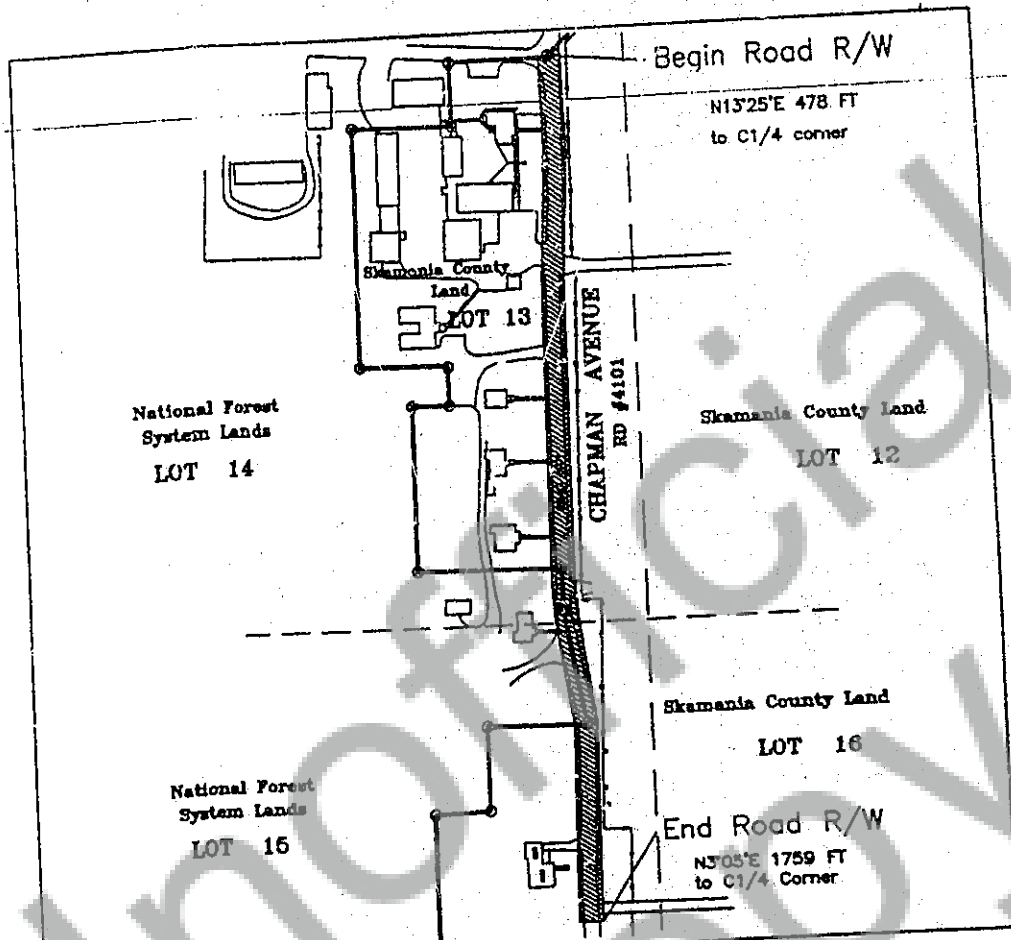 Begin Road R/W
N13°25'E 478 FT
to C1/4 corner
Skamonia County
Land
LOT 13
CHAPMAN AVENUE
RD #4101
National Forest
System Lands
LOT 14
Skamania County Land
LOT 12
Skamania County Land
LOT 16
National Forest
System Lands
LOT 15
End Road R/W
N3°05'E 1759 FT
to C1/4 Corner